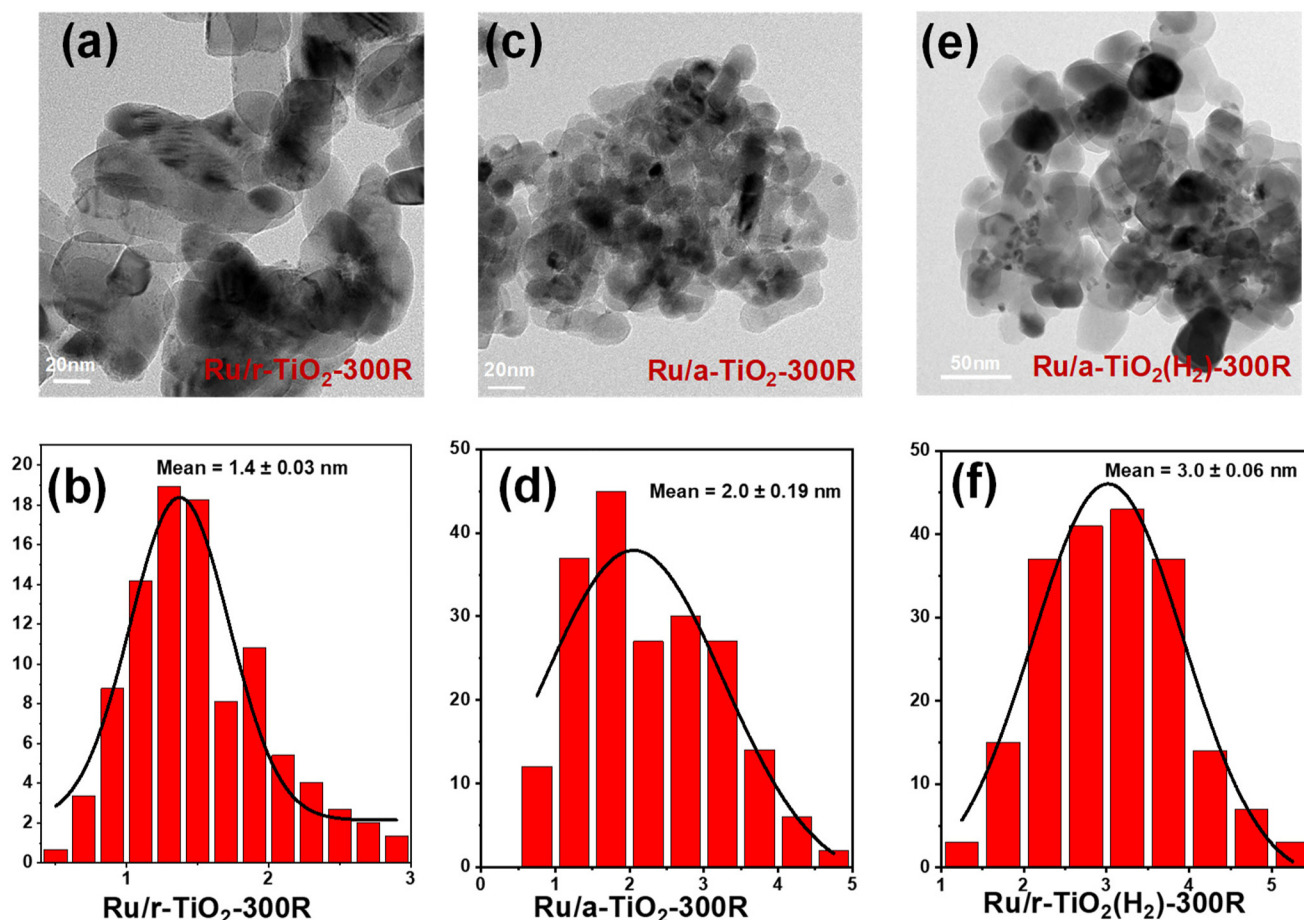 (a)
20nm
Ru/r-TiO₂-300R
(c)
20nm
Ru/a-TiO₂-300R
(e)
50nm
Ru/a-TiO₂(H₂)-300R
(b)
Mean = 1.4 ± 0.03 nm
20
18
16
14
12
10
8
6
4
2
0
1 2 3
Ru/r-TiO₂-300R
(d)
Mean = 2.0 ± 0.19 nm
50
40
30
20
10
0
0 1 2 3 4 5
Ru/a-TiO₂-300R
(f)
Mean = 3.0 ± 0.06 nm
50
40
30
20
10
0
1 2 3 4 5
Ru/r-TiO₂(H₂)-300R